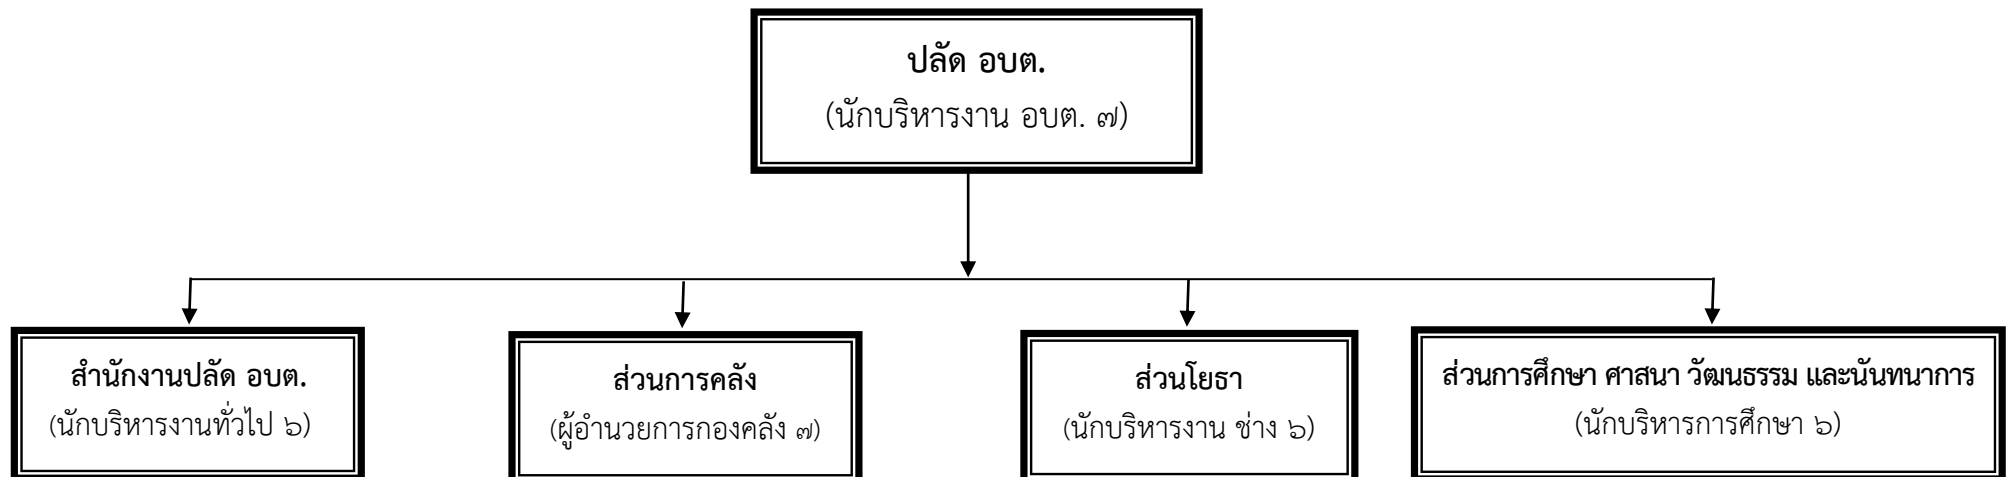 ปลัด อบต.
(นักบริหารงาน อบต. ๗)
สำนักงานปลัด อบต.
(นักบริหารงานทั่วไป ๖)
ส่วนการคลัง
(ผู้อำนวยการกองคลัง ๗)
ส่วนโยธา
(นักบริหารงาน ช่าง ๖)
ส่วนการศึกษา ศาสนา วัฒนธรรม และนันทนาการ
(นักบริหารการศึกษา ๖)